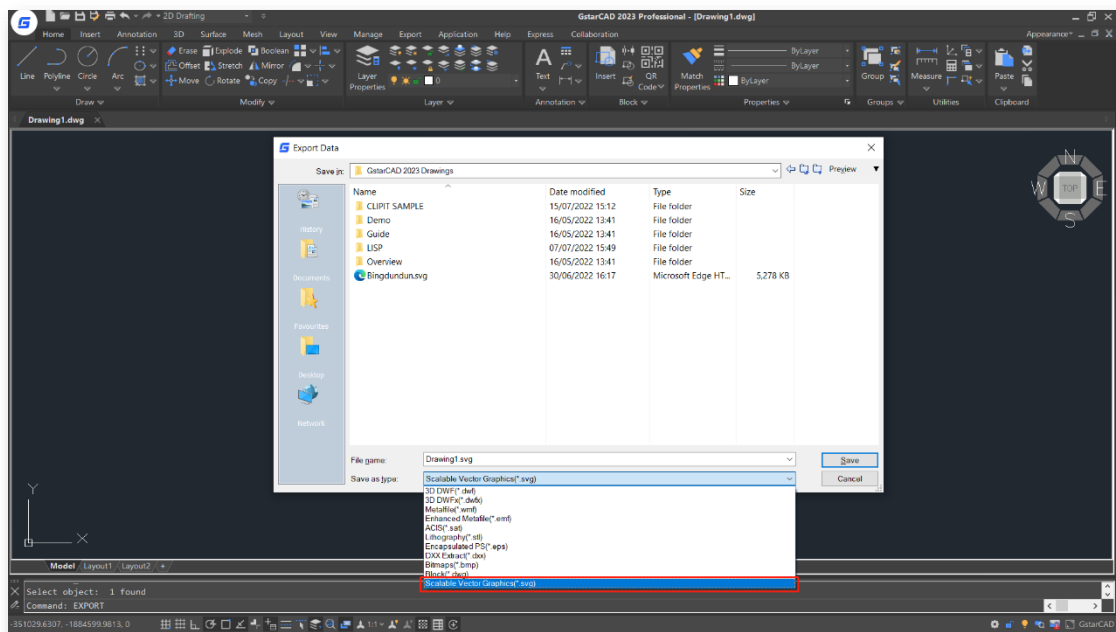 2D Drafting
GstarCAD 2023 Professional - [Drawing1.dwg]
Home Insert Annotation 3D Surface Mesh Layout View Manage Export Application Help Express Collaboration Appearance
Line Polyline Circle Arc
Erase Explode Boolean
Offset Stretch Mirror
Move Rotate Copy
Layer Properties
0
Text
Insert
QR Code
Match Properties
ByLayer
ByLayer
ByLayer
Group
Measure
Paste
Draw Modify Layer Annotation Block Properties Groups Utilities Clipboard
Drawing1.dwg
Export Data
Save in: GstarCAD 2023 Drawings Preview
Name Date modified Type Size
CLIPIT SAMPLE 15/07/2022 15:12 File folder
Demo 16/05/2022 13:41 File folder
Guide 16/05/2022 13:41 File folder
LISP 07/07/2022 15:49 File folder
Overview 16/05/2022 13:41 File folder
Bingdundun.svg 30/06/2022 16:17 Microsoft Edge HT... 5,278 KB
History
Documents
Favourites
Desktop
Network
File name: Drawing1.svg Save
Save as type: Scalable Vector Graphics(*.svg) Cancel
3D DWF(*.dwf)
3D DWFx(*.dwfx)
Metafile(*.wmf)
Enhanced Metafile(*.emf)
ACIS(*.sat)
Lithography(*.stl)
Encapsulated PS(*.eps)
DXX Extract(*.dxx)
Bitmaps(*.bmp)
Block(*.dwg)
Scalable Vector Graphics(*.svg)
N
W TOP E
S
Y
X
Model Layout1 Layout2 +
Select object: 1 found
Command: EXPORT
-351029.6307, -1884599.9813, 0
1:1
GstarCAD